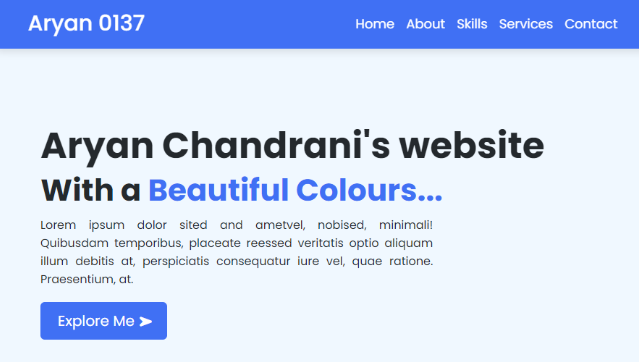 Aryan 0137
Home About Skills Services Contact
Aryan Chandrani's website
With a Beautiful Colours...
Lorem ipsum dolor sited and ametvel, nobised, minimali!
Quibusdam temporibus, placeate reessed veritatis optio aliquam
illum debitis at, perspiciatis consequatur iure vel, quae ratione.
Praesentium, at.
Explore Me